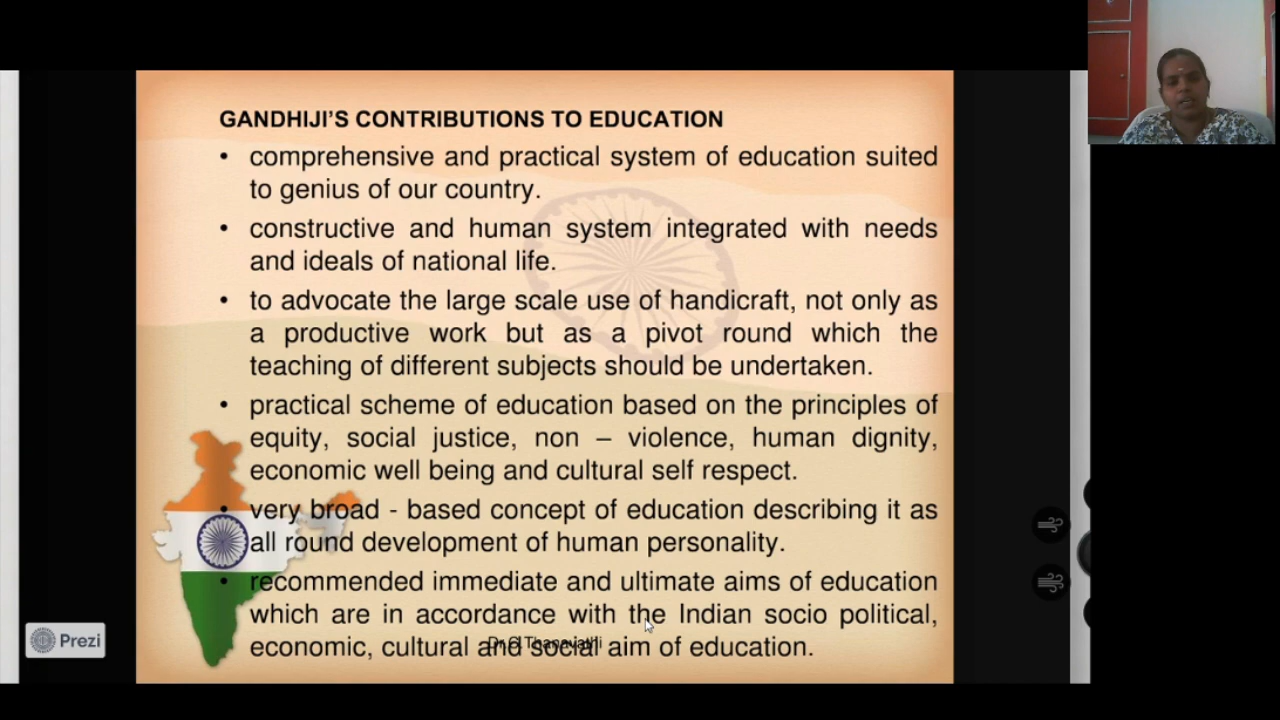 GANDHIJI'S CONTRIBUTIONS TO EDUCATION
• comprehensive and practical system of education suited
to genius of our country.
• constructive and human system integrated with needs
and ideals of national life.
• to advocate the large scale use of handicraft, not only as
a productive work but as a pivot round which the
teaching of different subjects should be undertaken.
• practical scheme of education based on the principles of
equity, social justice, non – violence, human dignity,
economic well being and cultural self respect.
• very broad - based concept of education describing it as
all round development of human personality.
• recommended immediate and ultimate aims of education
which are in accordance with the Indian socio political,
economic, cultural and social aim of education.
Dr.C.Thanavathi
Prezi